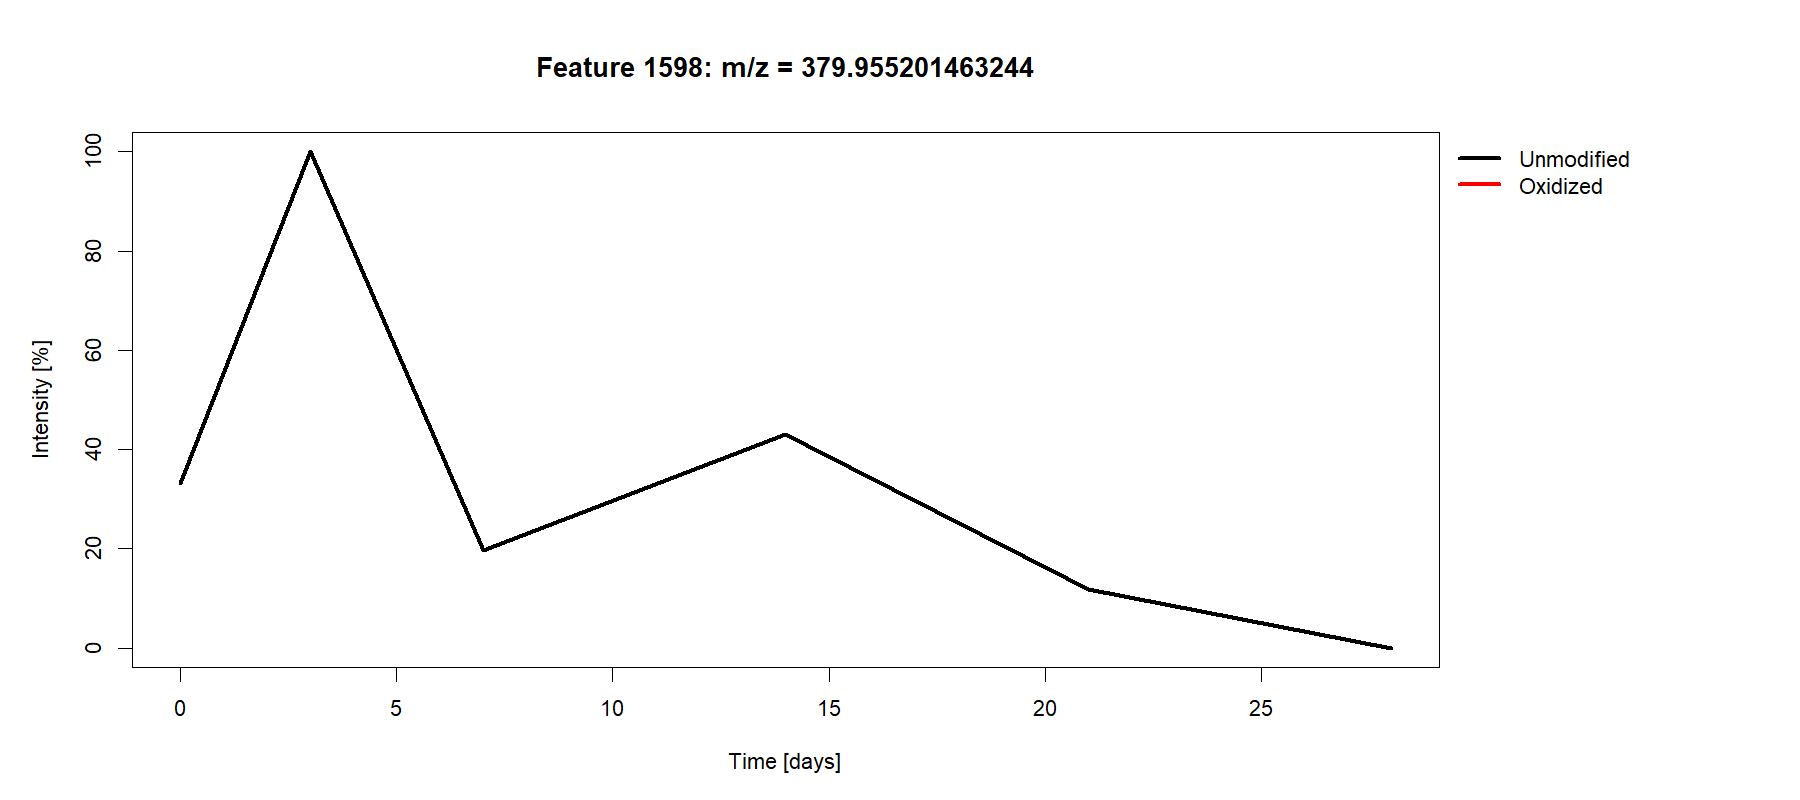 Feature 1598: m/z = 379.955201463244
Unmodified
Oxidized
Intensity [%]
100
80
60
40
20
0
0 5 10 15 20 25
Time [days]